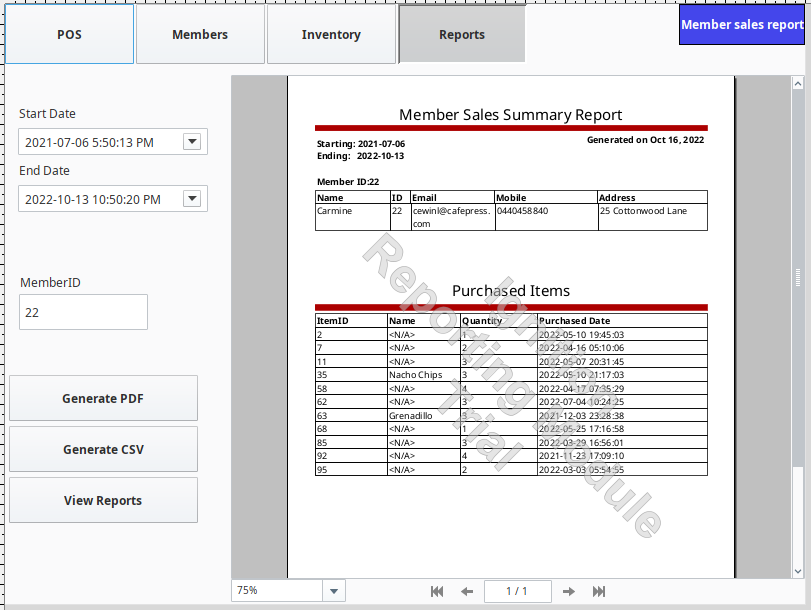 POS Members Inventory Reports Member sales report
Start Date
2021-07-06 5:50:13 PM
End Date
2022-10-13 10:50:20 PM
MemberID
22
Generate PDF
Generate CSV
View Reports
Member Sales Summary Report
Starting: 2021-07-06 Generated on Oct 16, 2022
Ending: 2022-10-13
Member ID:22
Name ID Email Mobile Address
Carmine 22 cewinl@cafepress. 0440458840 25 Cottonwood Lane
com
Purchased Items
ItemID Name Quantity Purchased Date
2 <N/A> 1 2022-05-10 19:45:03
7 <N/A> 2 2022-04-16 05:10:06
11 <N/A> 3 2022-05-07 20:31:45
35 Nacho Chips 3 2022-05-10 21:17:03
58 <N/A> 4 2022-04-17 07:35:29
62 <N/A> 3 2022-07-04 10:24:25
63 Grenadillo 2021-12-03 23:28:38
68 <N/A> 1 2022-05-25 17:16:58
85 <N/A> 3 2022-03-29 16:56:01
92 <N/A> 4 2021-11-23 17:09:10
95 <N/A> 2 2022-03-03 05:54:55
Ignition
Reporting Module
Trial
75% 1 / 1